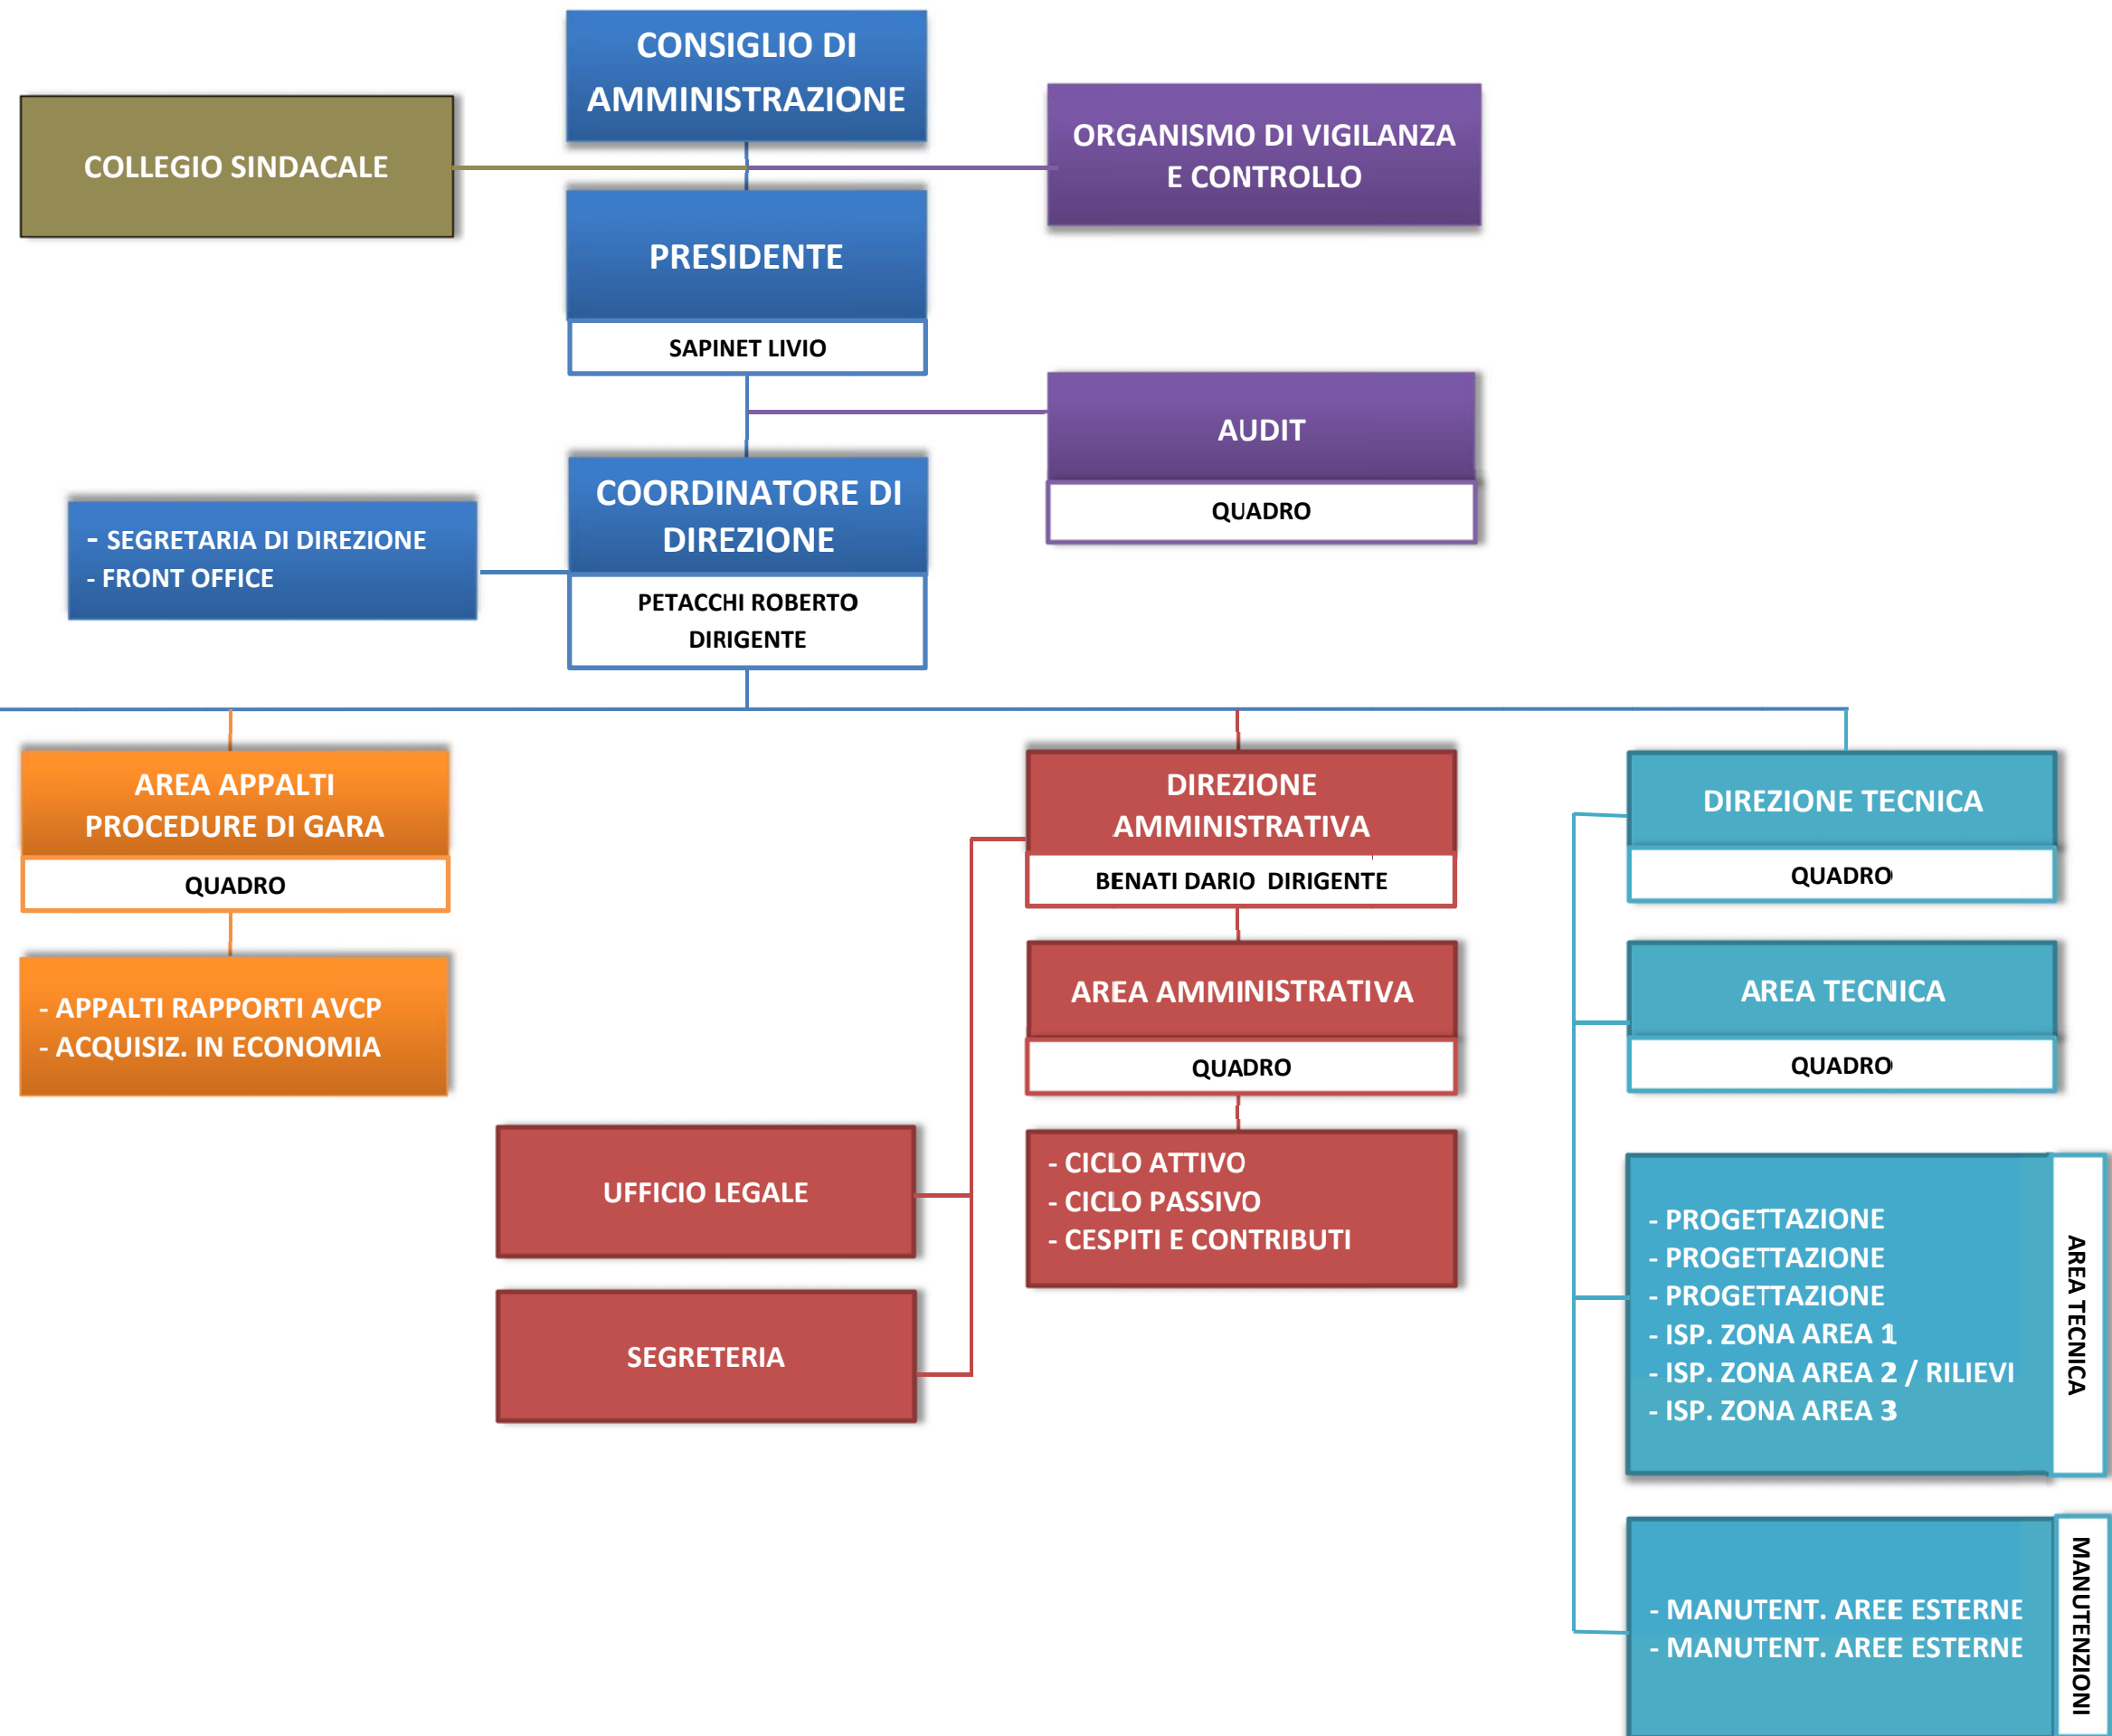 CONSIGLIO DI
AMMINISTRAZIONE
COLLEGIO SINDACALE
ORGANISMO DI VIGILANZA
E CONTROLLO
PRESIDENTE
SAPINET LIVIO
AUDIT
QUADRO
COORDINATORE DI
DIREZIONE
PETACCHI ROBERTO
DIRIGENTE
- SEGRETARIA DI DIREZIONE
- FRONT OFFICE
AREA APPALTI
PROCEDURE DI GARA
QUADRO
- APPALTI RAPPORTI AVCP
- ACQUISIZ. IN ECONOMIA
DIREZIONE
AMMINISTRATIVA
BENATI DARIO DIRIGENTE
AREA AMMINISTRATIVA
QUADRO
- CICLO ATTIVO
- CICLO PASSIVO
- CESPITI E CONTRIBUTI
UFFICIO LEGALE
SEGRETERIA
DIREZIONE TECNICA
QUADRO
AREA TECNICA
QUADRO
- PROGETTAZIONE
- PROGETTAZIONE
- PROGETTAZIONE
- ISP. ZONA AREA 1
- ISP. ZONA AREA 2 / RILIEVI
- ISP. ZONA AREA 3
AREA TECNICA
- MANUTENT. AREE ESTERNE
- MANUTENT. AREE ESTERNE
MANUTENZIONI